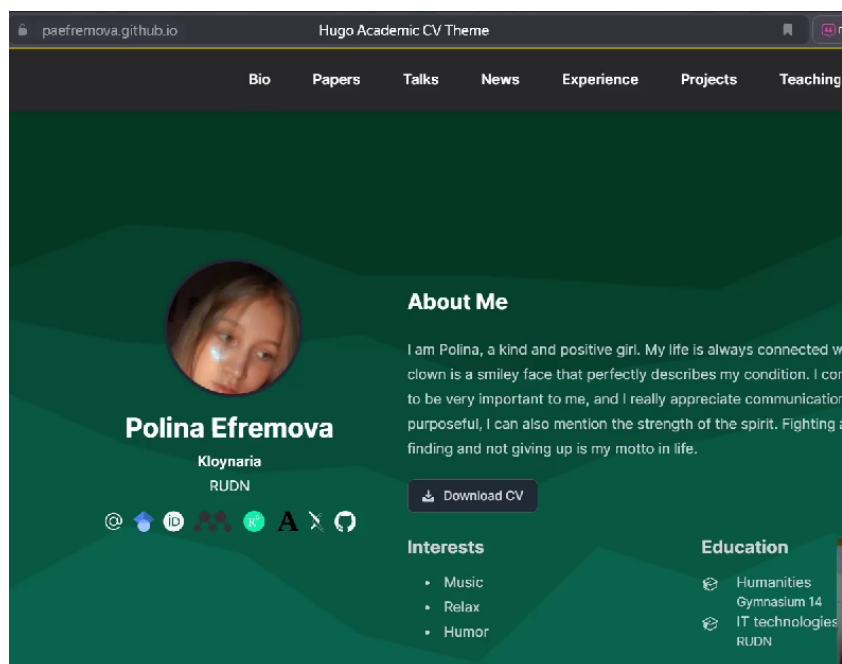 paefremova.github.io
Hugo Academic CV Theme
Bio Papers Talks News Experience Projects Teaching
About Me
I am Polina, a kind and positive girl. My life is always connected w
clown is a smiley face that perfectly describes my condition. I con
to be very important to me, and I really appreciate communication
purposeful, I can also mention the strength of the spirit. Fighting a
finding and not giving up is my motto in life.
Download CV
Polina Efremova
Kloynaria
RUDN
iD
A
Interests
Music
Relax
Humor
Education
Humanities
Gymnasium 14
IT technologies
RUDN